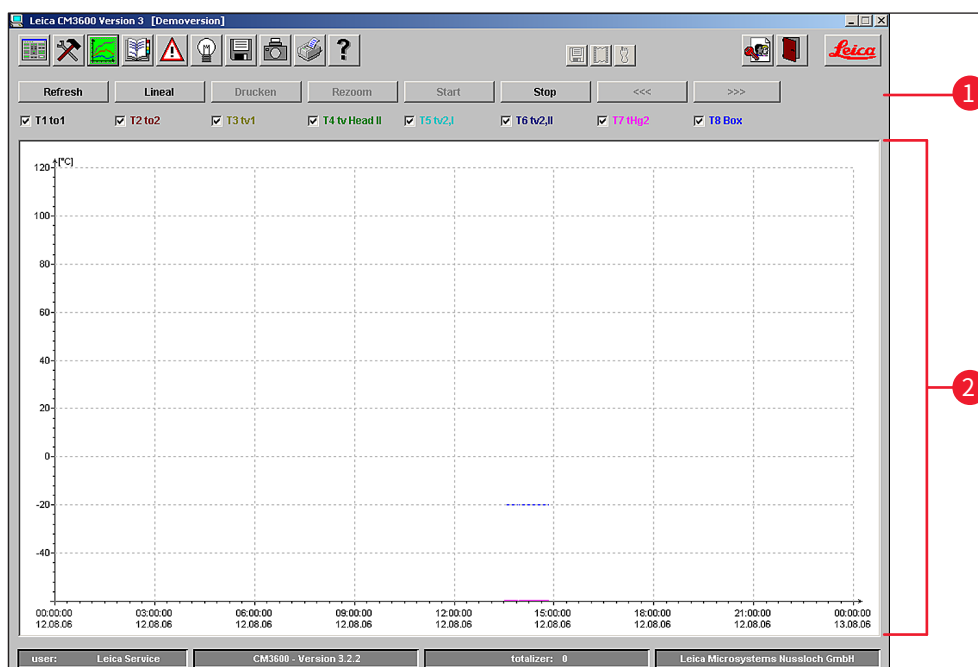 Leica CM3600 Version 3 [Demoversion]
? Leica
Refresh Lineal Drucken Rezoom Start Stop <<< >>>
1
T1 to1 T2 to2 T3 tv1 T4 tv Head II T5 tv2,I T6 tv2,II T7 tHg2 T8 Box
[°C]
120
100
80
60
40
20
0
-20
-40
2
00:00:00 03:00:00 06:00:00 09:00:00 12:00:00 15:00:00 18:00:00 21:00:00 00:00:00
12.08.06 12.08.06 12.08.06 12.08.06 12.08.06 12.08.06 12.08.06 12.08.06 13.08.06
user: Leica Service CM3600 - Version 3.2.2 totalizer: 0 Leica Microsystems Nussloch GmbH